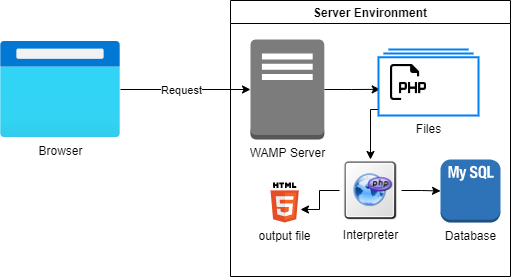 Server Environment
Request
PHP
Files
Browser
WAMP Server
php
My SQL
HTML
5
output file
Interpreter
Database